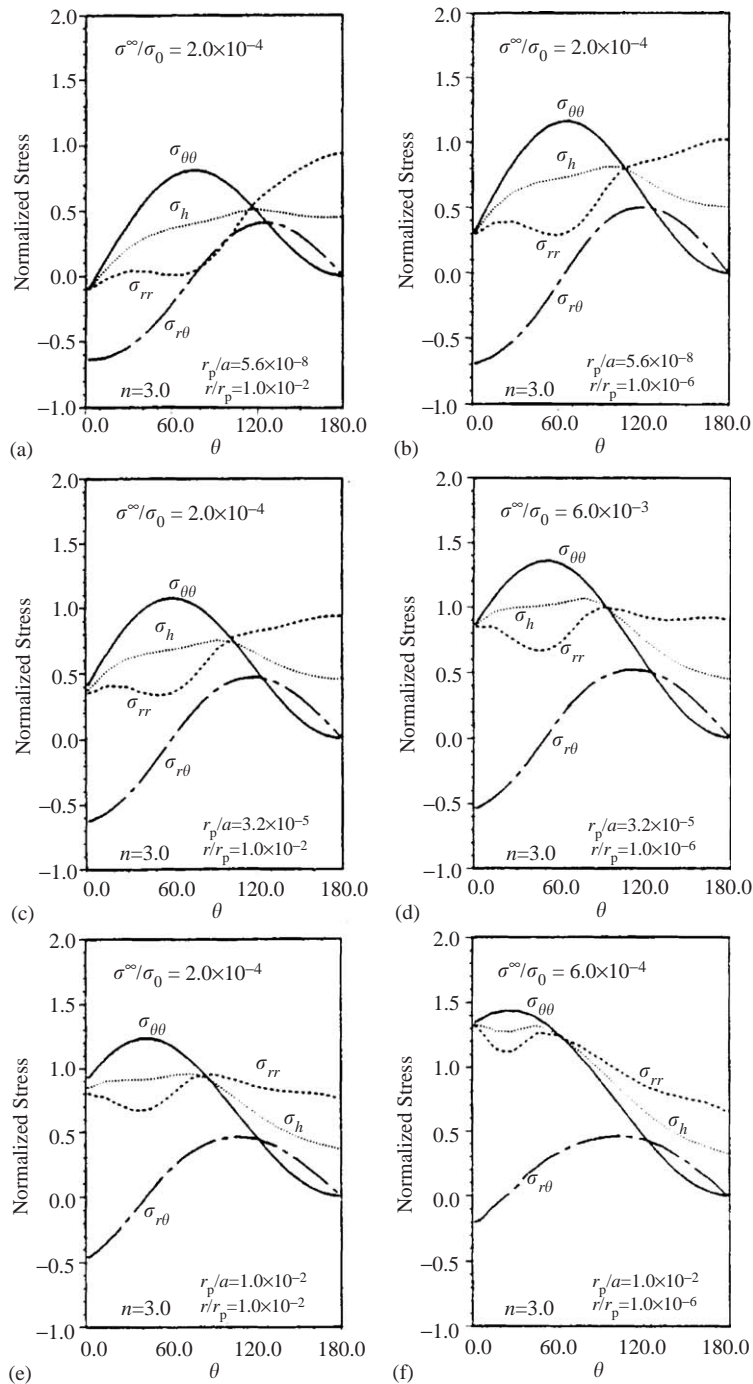 2.0
σ∞/σ0 = 2.0×10−4
1.5
σθθ
1.0
Normalized Stress
σh
0.5
0.0
σrr
σrθ
−0.5
rp/a=5.6×10−8
n=3.0 r/rp=1.0×10−2
−1.0
0.0 60.0 120.0 180.0
(a) θ
2.0
σ∞/σ0 = 2.0×10−4
1.5
σθθ
1.0
Normalized Stress
σh
0.5
σrr
0.0
σrθ
−0.5
rp/a=5.6×10−8
n=3.0 r/rp=1.0×10−6
−1.0
0.0 60.0 120.0 180.0
(b) θ
2.0
σ∞/σ0 = 2.0×10−4
1.5
σθθ
1.0
Normalized Stress
σh
0.5
σrr
0.0
σrθ
−0.5
rp/a=3.2×10−5
n=3.0 r/rp=1.0×10−2
−1.0
0.0 60.0 120.0 180.0
(c) θ
2.0
σ∞/σ0 = 6.0×10−3
1.5
σθθ
1.0
Normalized Stress
σh
σrr
0.5
0.0
σrθ
−0.5
rp/a=3.2×10−5
n=3.0 r/rp=1.0×10−6
−1.0
0.0 60.0 120.0 180.0
(d) θ
2.0
σ∞/σ0 = 2.0×10−4
1.5
σθθ
1.0
σrr
Normalized Stress
σh
0.5
0.0
σrθ
−0.5
rp/a=1.0×10−2
n=3.0 r/rp=1.0×10−2
−1.0
0.0 60.0 120.0 180.0
(e) θ
2.0
σ∞/σ0 = 6.0×10−4
1.5
σθθ
1.0
σrr
Normalized Stress
σh
0.5
0.0
σrθ
−0.5
rp/a=1.0×10−2
n=3.0 r/rp=1.0×10−6
−1.0
0.0 60.0 120.0 180.0
(f) θ